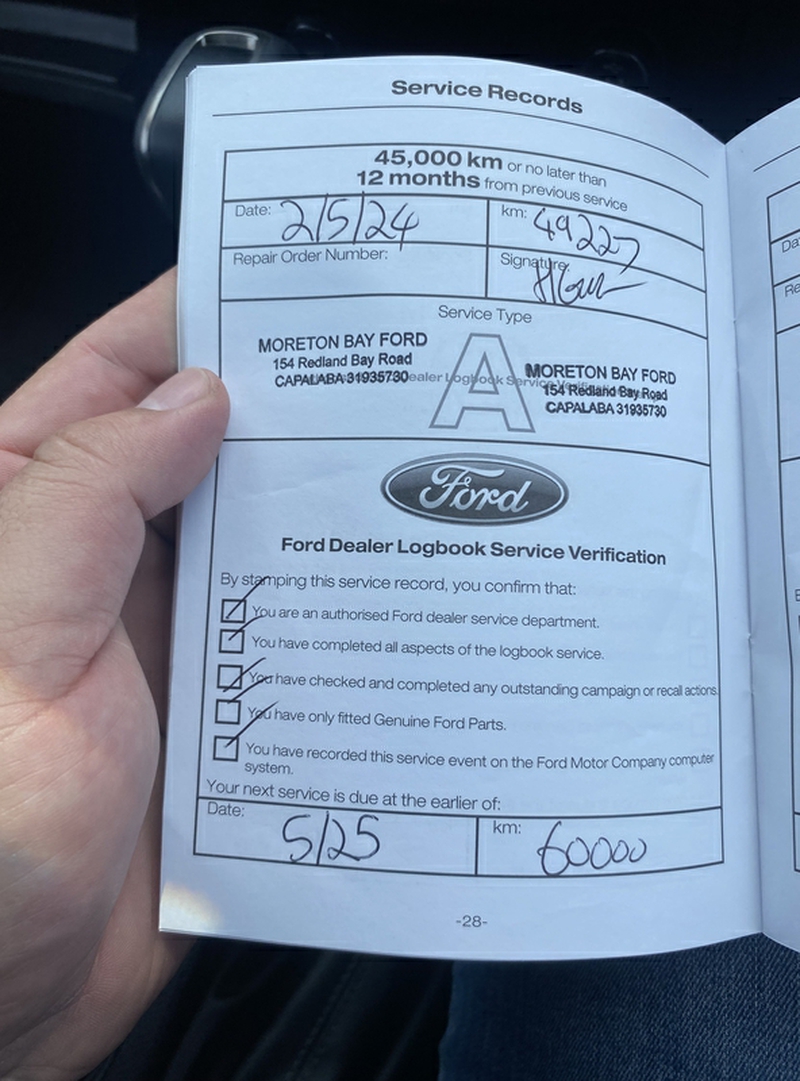 Service Records
45,000 km or no later than
12 months from previous service
Date: 2/5/24
km: 49227
Repair Order Number:
Signature:
Service Type
MORETON BAY FORD
154 Redland Bay Road
CAPALABA 31935730
A
ealer Logbook Service
MORETON BAY FORD
154 Redland Bay Road
CAPALABA 31935730
Ford
Ford Dealer Logbook Service Verification
By stamping this service record, you confirm that:
You are an authorised Ford dealer service department.
You have completed all aspects of the logbook service.
You have checked and completed any outstanding campaign or recall actions.
You have only fitted Genuine Ford Parts.
You have recorded this service event on the Ford Motor Company computer
system.
Your next service is due at the earlier of:
Date: 5/25
km: 60000
-28-
Da
Re